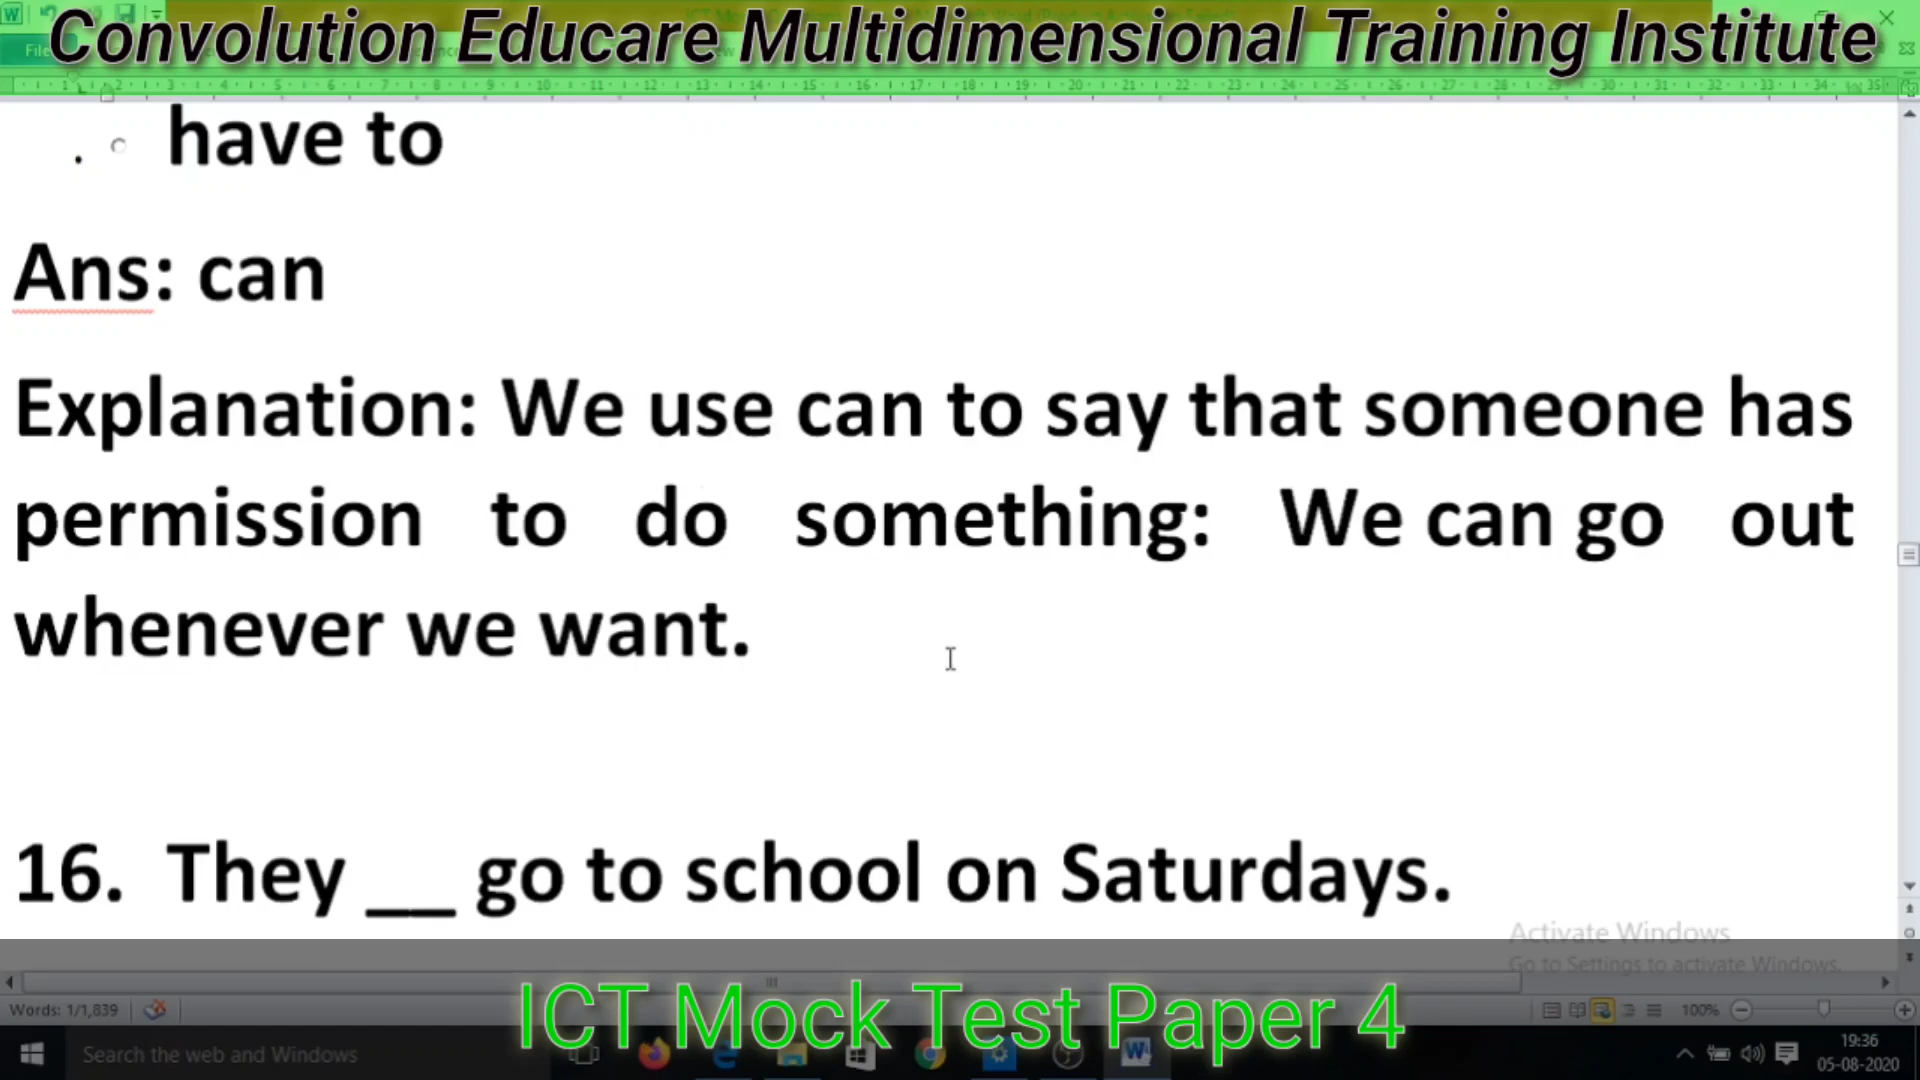 Convolution Educare Multidimensional Training Institute
File
have to
Ans: can
Explanation: We use can to say that someone has
permission to do something: We can go out
whenever we want.
16. They __ go to school on Saturdays.
Activate Windows
Go to Settings to activate Windows.
ICT Mock Test Paper 4
Words: 1/1,839
100%
Search the web and Windows
19:36
05-08-2020